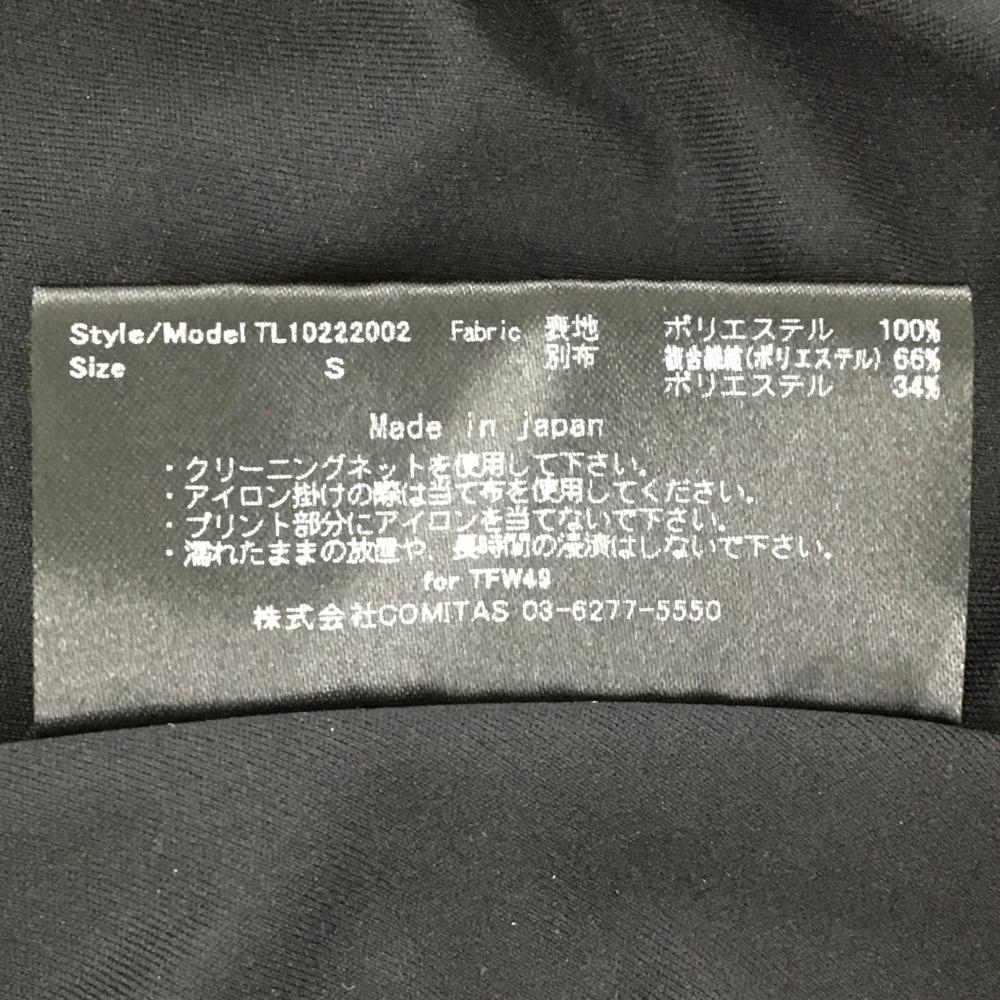 Style/Model TL10222002 Fabric 表地 ポリエステル 100%
Size S 別布 複合繊維(ポリエステル) 66%
ポリエステル 34%
Made in japan
・クリーニングネットを使用して下さい。
・アイロン掛けの際は当て布を使用してください。
・プリント部分にアイロンを当てないで下さい。
・濡れたままの放置や、長時間の浸漬はしないで下さい。
for TFW49
株式会社COMITAS 03-6277-5550